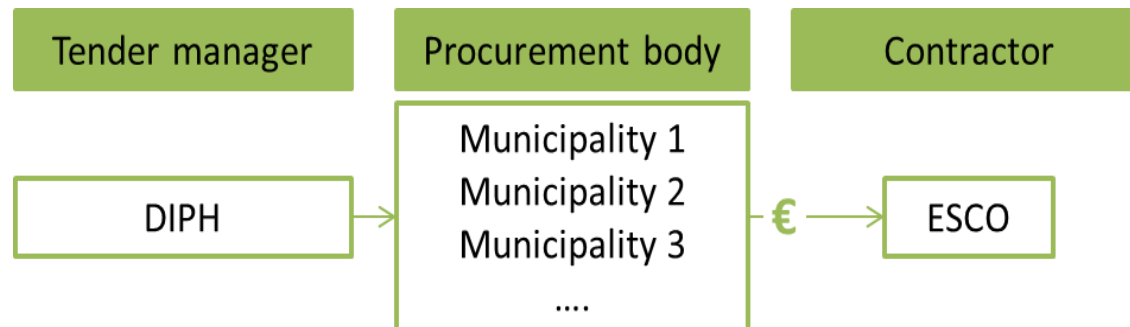 Tender manager
Procurement body
Contractor
DIPH
Municipality 1
Municipality 2
Municipality 3
....
€
ESCO